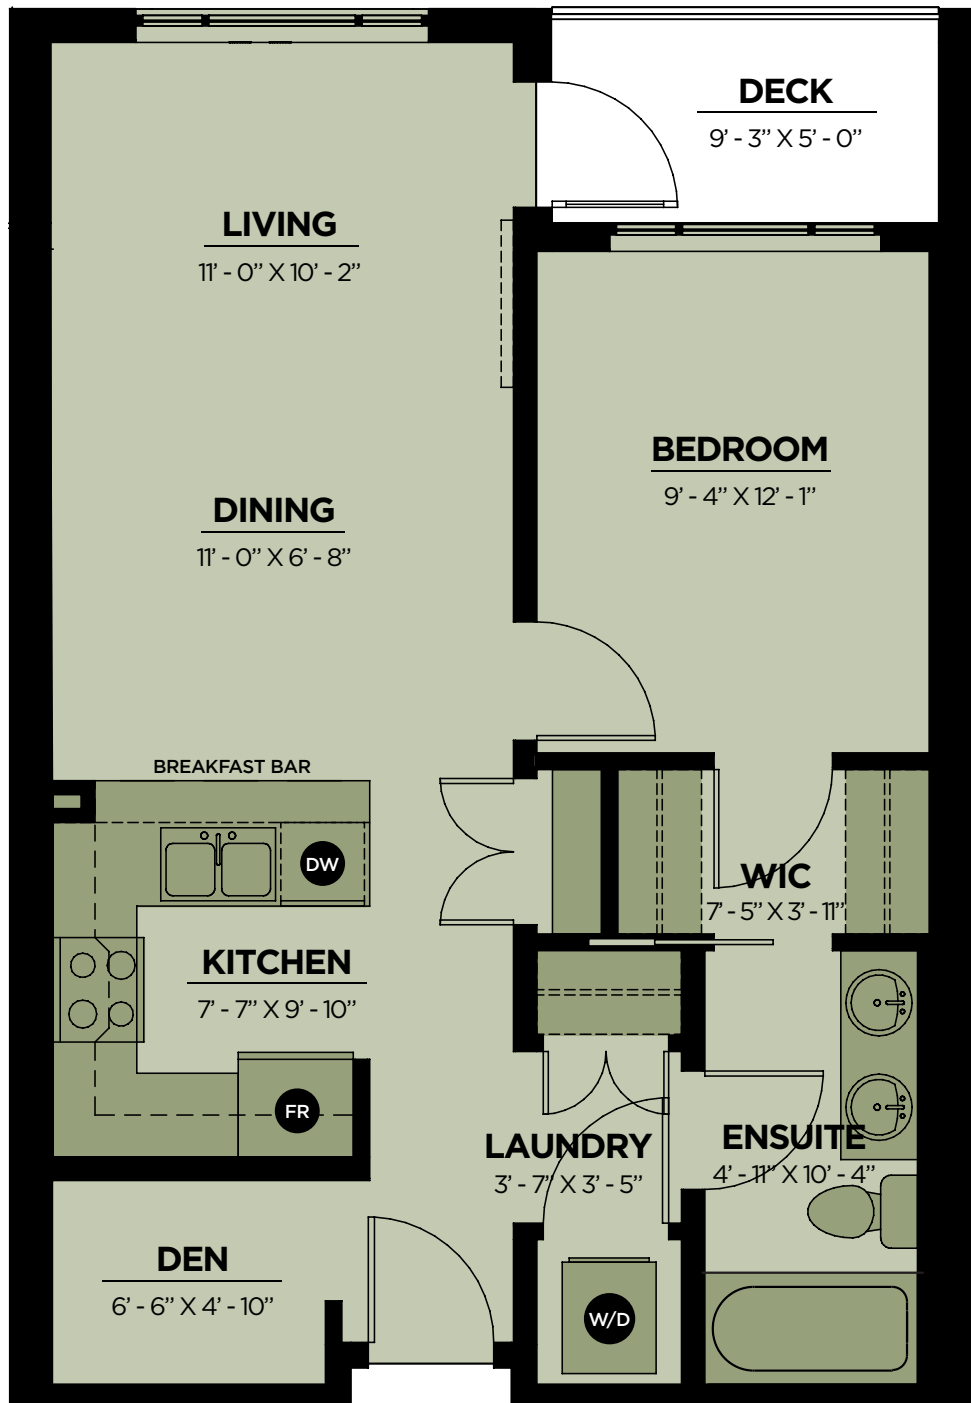 DECK
9’ - 3” X 5’ - 0”
LIVING
11’ - 0” X 10’ - 2”
BEDROOM
9’ - 4” X 12’ - 1”
DINING
11’ - 0” X 6’ - 8”
BREAKFAST BAR
DW
WIC
7’ - 5” X 3’ - 11”
KITCHEN
7’ - 7” X 9’ - 10”
FR
LAUNDRY
3’ - 7” X 3’ - 5”
ENSUITE
4’ - 11” X 10’ - 4”
DEN
6’ - 6” X 4’ - 10”
W/D